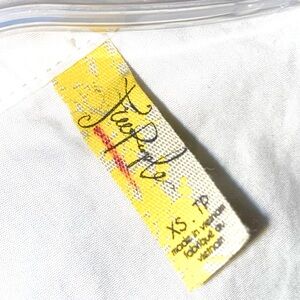 Free People
XS . TP
made in vietnam
fabriqué au
vietnam